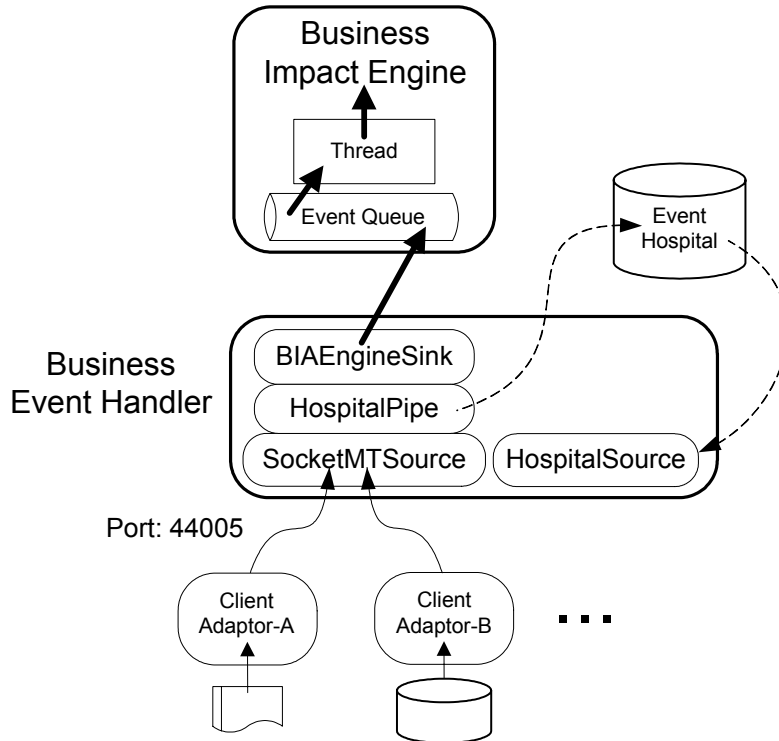 Business
Impact Engine
Thread
Event Queue
Event
Hospital
Business
Event Handler
BIAEngineSink
HospitalPipe
SocketMTSource
HospitalSource
Port: 44005
Client
Adaptor-A
Client
Adaptor-B
...